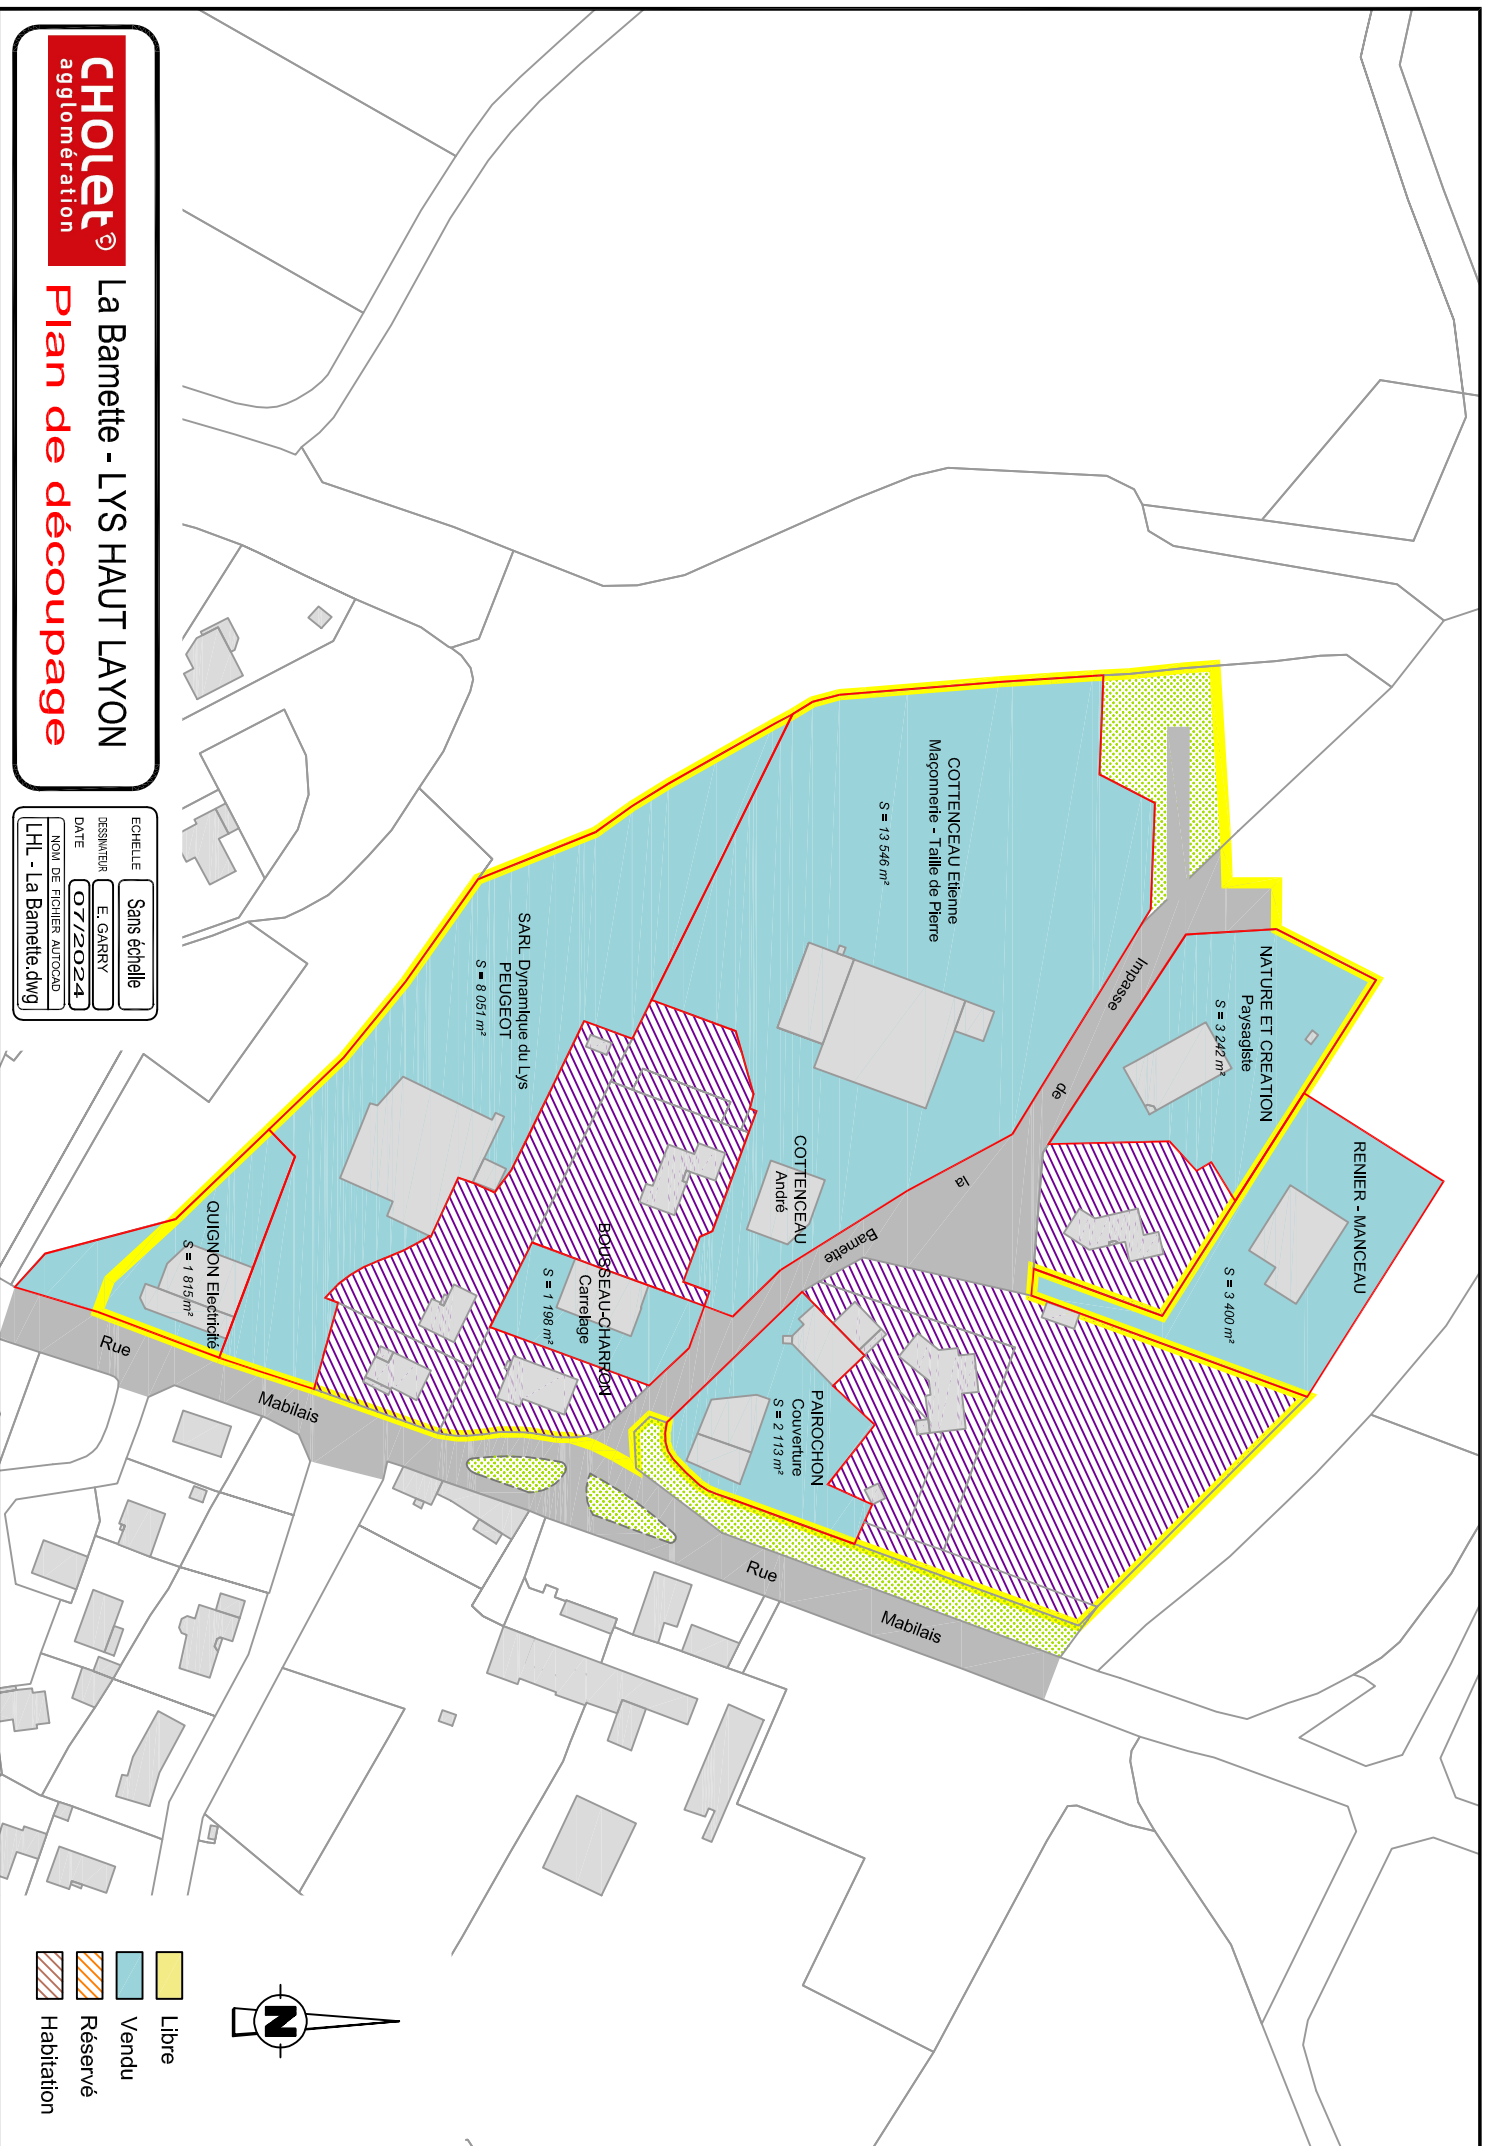 CHOLET
agglomération
La Bamette - LYS HAUT LAYON
Plan de découpage
ECHELLE
Sans échelle
DESSINATEUR
E. GARRY
DATE
07/2024
NOM DE FICHIER AUTOCAD
LHL - La Bamette.dwg
RENIER - MANCEAU
S = 3 400 m²
NATURE ET CREATION
Paysagiste
S = 3 242 m²
COTTENCEAU Etienne
Maçonnerie - Taille de Pierre
S = 13 546 m²
Impasse
de
la
Bamette
COTTENCEAU
André
PAIROCHON
Couverture
S = 2 113 m²
BOUSSEAU-CHARRON
Carrelage
S = 1 198 m²
SARL Dynamique du Lys
PEUGEOT
S = 8 051 m²
QUIGNON Electricité
S = 1 815 m²
Rue
Mabilais
Rue
Mabilais
N
Libre
Vendu
Réservé
Habitation